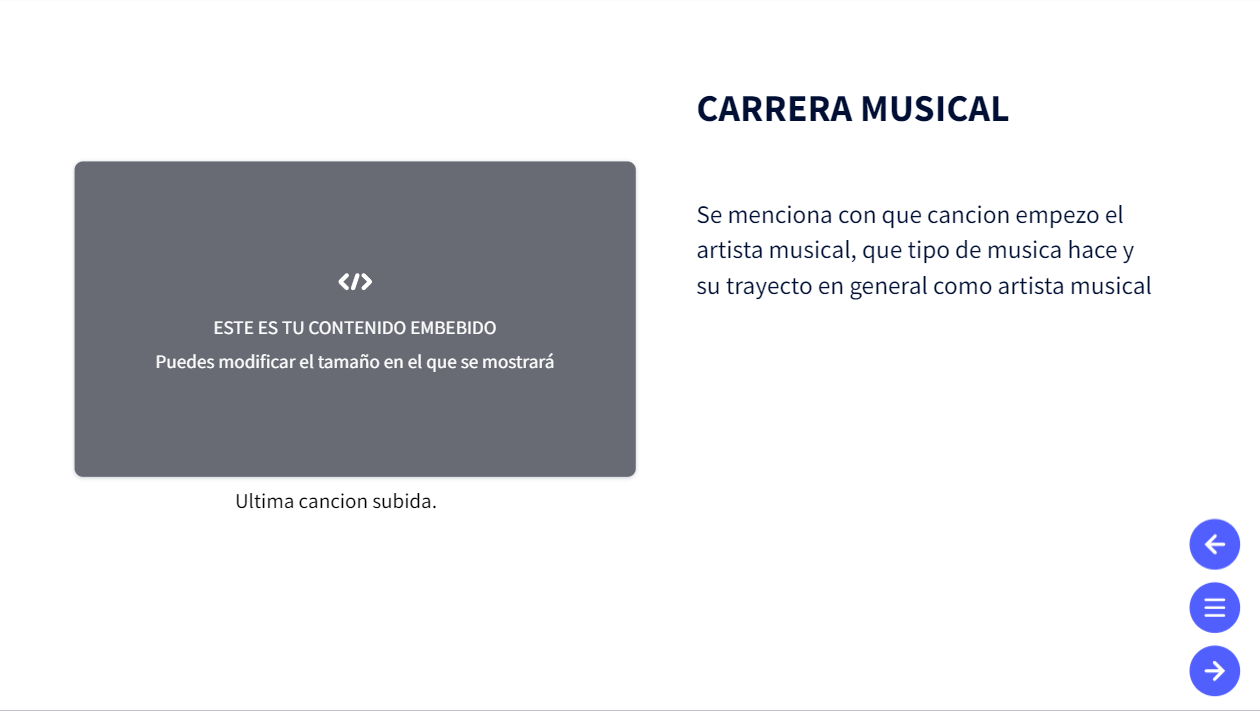 CARRERA MUSICAL
Se menciona con que cancion empezo el
artista musical, que tipo de musica hace y
su trayecto en general como artista musical
</>
ESTE ES TU CONTENIDO EMBEBIDO
Puedes modificar el tamaño en el que se mostrará
Ultima cancion subida.